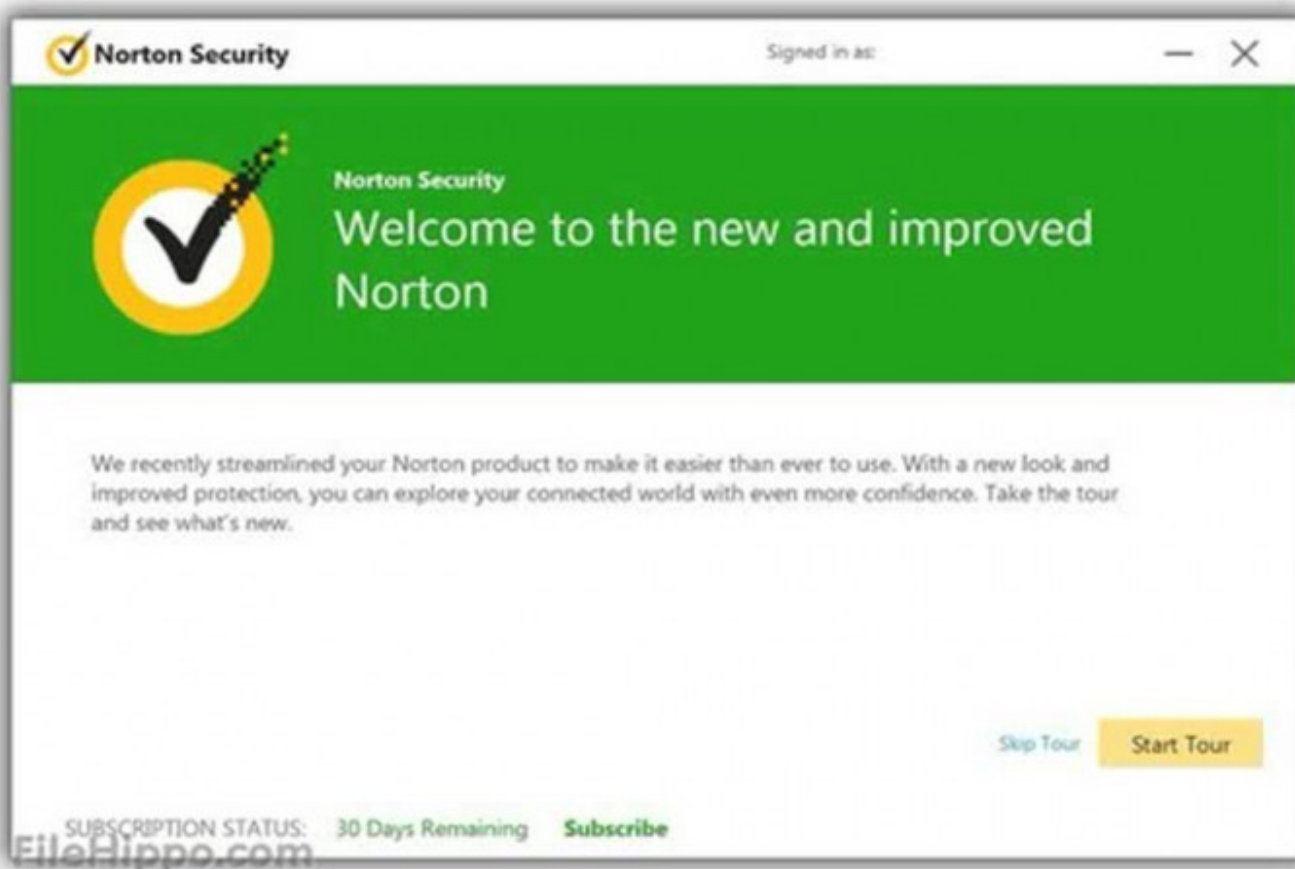 Norton Security
Signed in as:
Norton Security
Welcome to the new and improved
Norton
We recently streamlined your Norton product to make it easier than ever to use. With a new look and
improved protection, you can explore your connected world with even more confidence. Take the tour
and see what's new.
Skip Tour
Start Tour
SUBSCRIPTION STATUS: 30 Days Remaining Subscribe
FileHippo.com